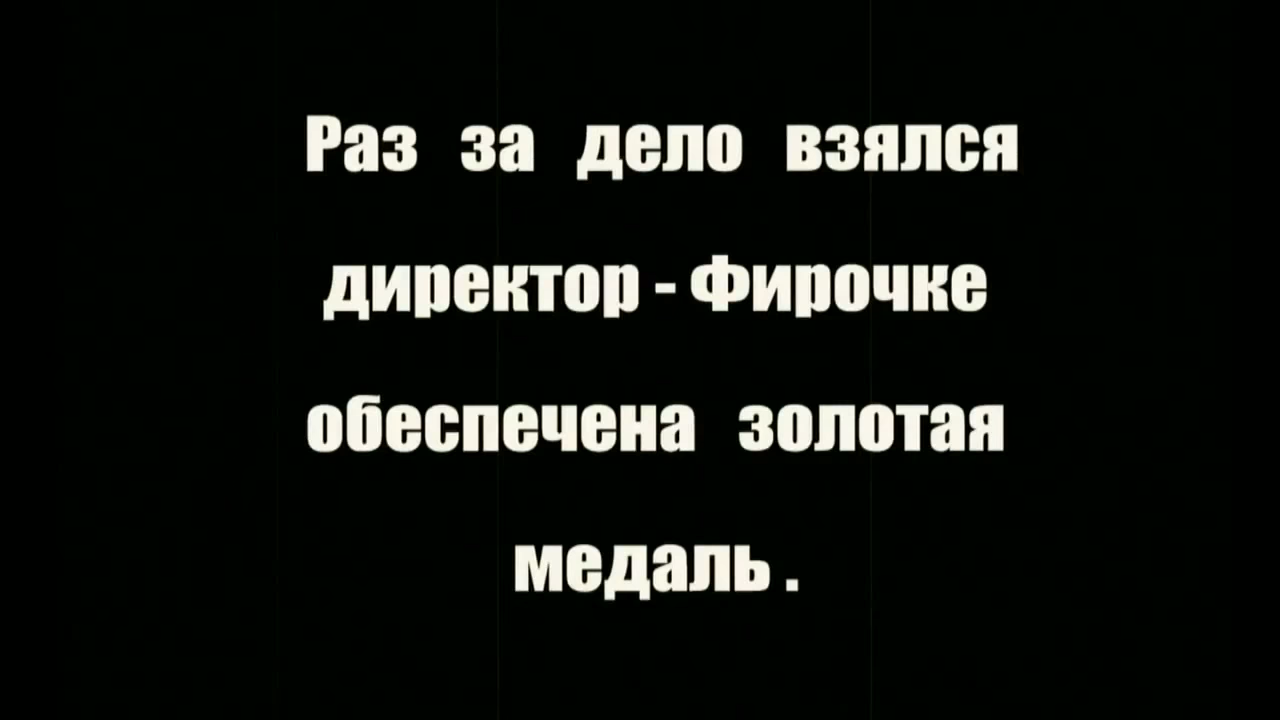 Раз за дело взялся
директор - Фирочке
обеспечена золотая
медаль .